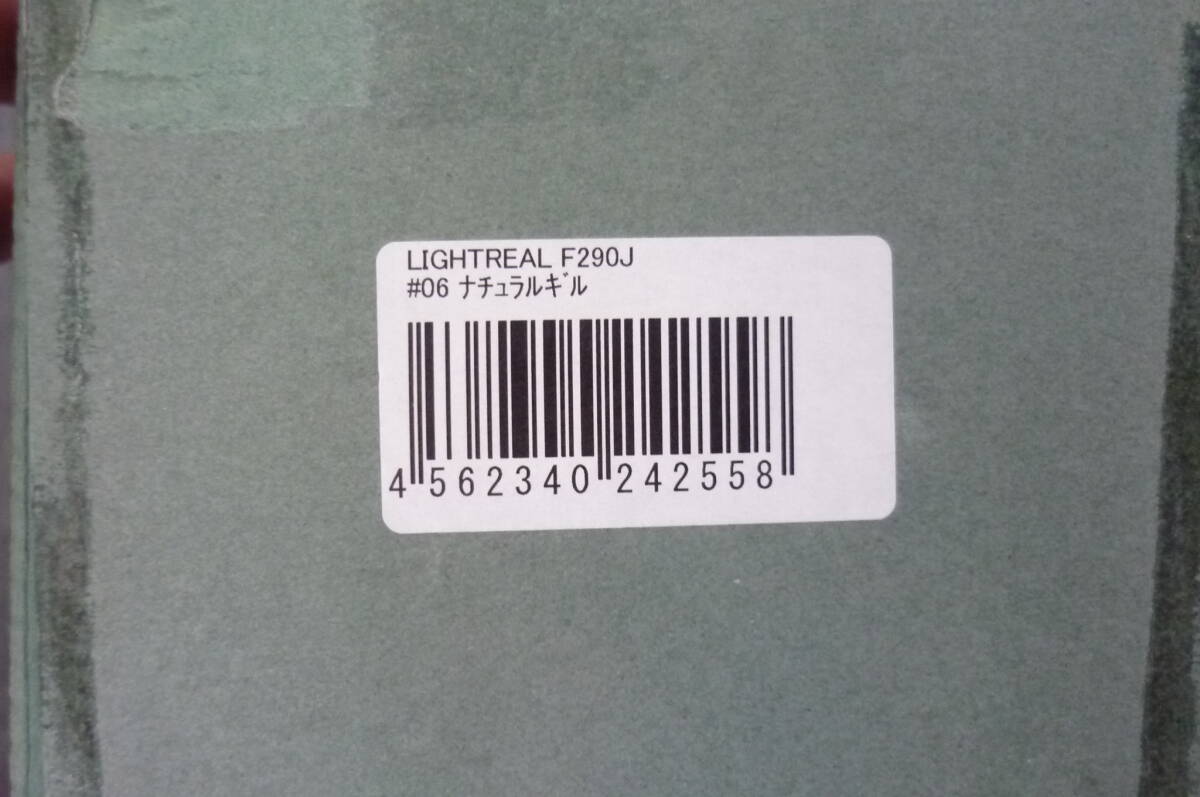 LIGHTREAL F290J
#06 ﾅﾁｭﾗﾙｷﾞﾙ
4 562340 242558